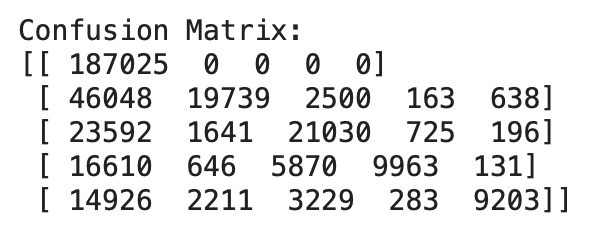 Confusion Matrix:
[[ 187025 0 0 0 0]
[ 46048 19739 2500 163 638]
[ 23592 1641 21030 725 196]
[ 16610 646 5870 9963 131]
[ 14926 2211 3229 283 9203]]